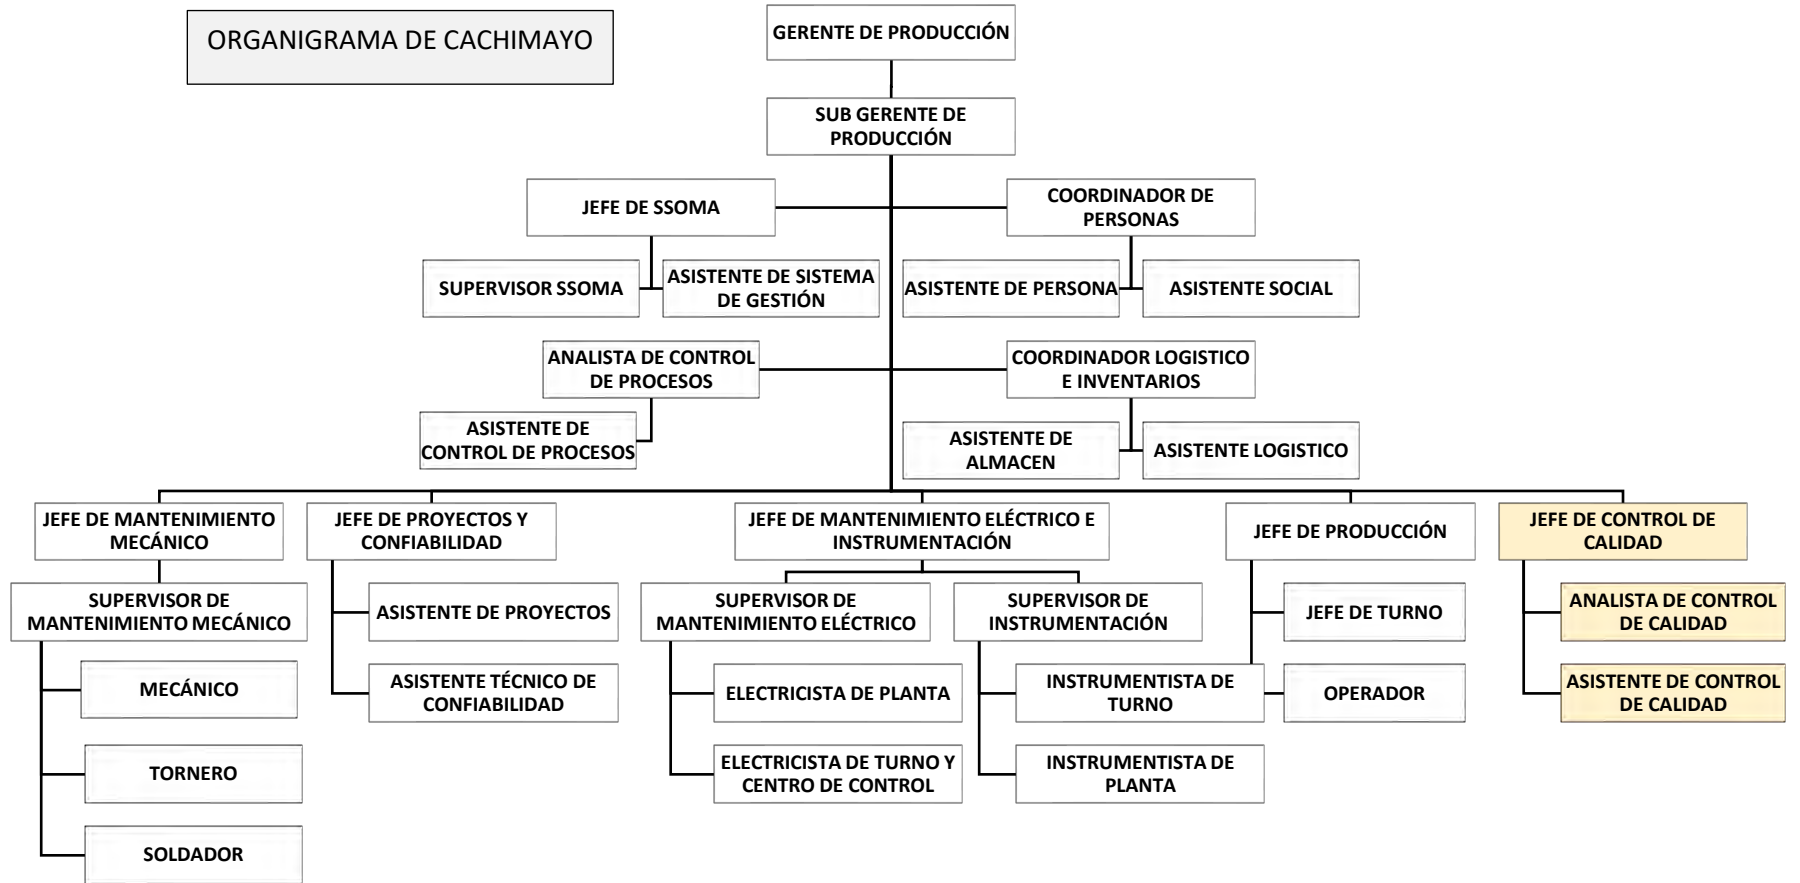 ORGANIGRAMA DE CACHIMAYO
GERENTE DE PRODUCCIÓN
SUB GERENTE DE
PRODUCCIÓN
JEFE DE SSOMA
COORDINADOR DE
PERSONAS
SUPERVISOR SSOMA
ASISTENTE DE SISTEMA
DE GESTIÓN
ASISTENTE DE PERSONA
ASISTENTE SOCIAL
ANALISTA DE CONTROL
DE PROCESOS
COORDINADOR LOGISTICO
E INVENTARIOS
ASISTENTE DE
CONTROL DE PROCESOS
ASISTENTE DE
ALMACEN
ASISTENTE LOGISTICO
JEFE DE MANTENIMIENTO
MECÁNICO
JEFE DE PROYECTOS Y
CONFIABILIDAD
JEFE DE MANTENIMIENTO ELÉCTRICO E
INSTRUMENTACIÓN
JEFE DE PRODUCCIÓN
JEFE DE CONTROL DE
CALIDAD
SUPERVISOR DE
MANTENIMIENTO MECÁNICO
ASISTENTE DE PROYECTOS
SUPERVISOR DE
MANTENIMIENTO ELÉCTRICO
SUPERVISOR DE
INSTRUMENTACIÓN
JEFE DE TURNO
ANALISTA DE CONTROL
DE CALIDAD
MECÁNICO
ASISTENTE TÉCNICO DE
CONFIABILIDAD
ELECTRICISTA DE PLANTA
INSTRUMENTISTA DE
TURNO
OPERADOR
ASISTENTE DE CONTROL
DE CALIDAD
TORNERO
ELECTRICISTA DE TURNO Y
CENTRO DE CONTROL
INSTRUMENTISTA DE
PLANTA
SOLDADOR